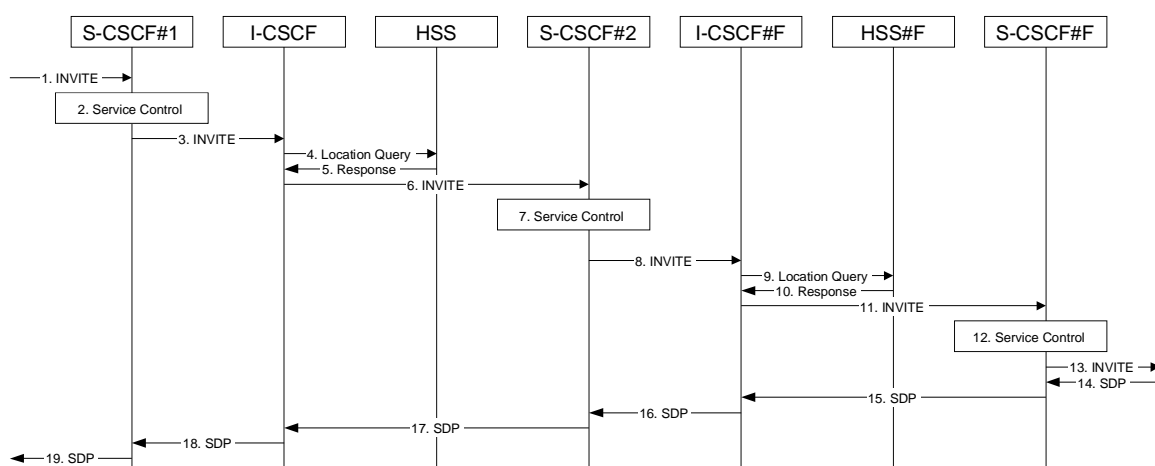 S-CSCF#1 I-CSCF HSS S-CSCF#2 I-CSCF#F HSS#F S-CSCF#F
1. INVITE
2. Service Control
3. INVITE
4. Location Query
5. Response
6. INVITE
7. Service Control
8. INVITE
9. Location Query
10. Response
11. INVITE
12. Service Control
13. INVITE
14. SDP
15. SDP
16. SDP
17. SDP
18. SDP
19. SDP